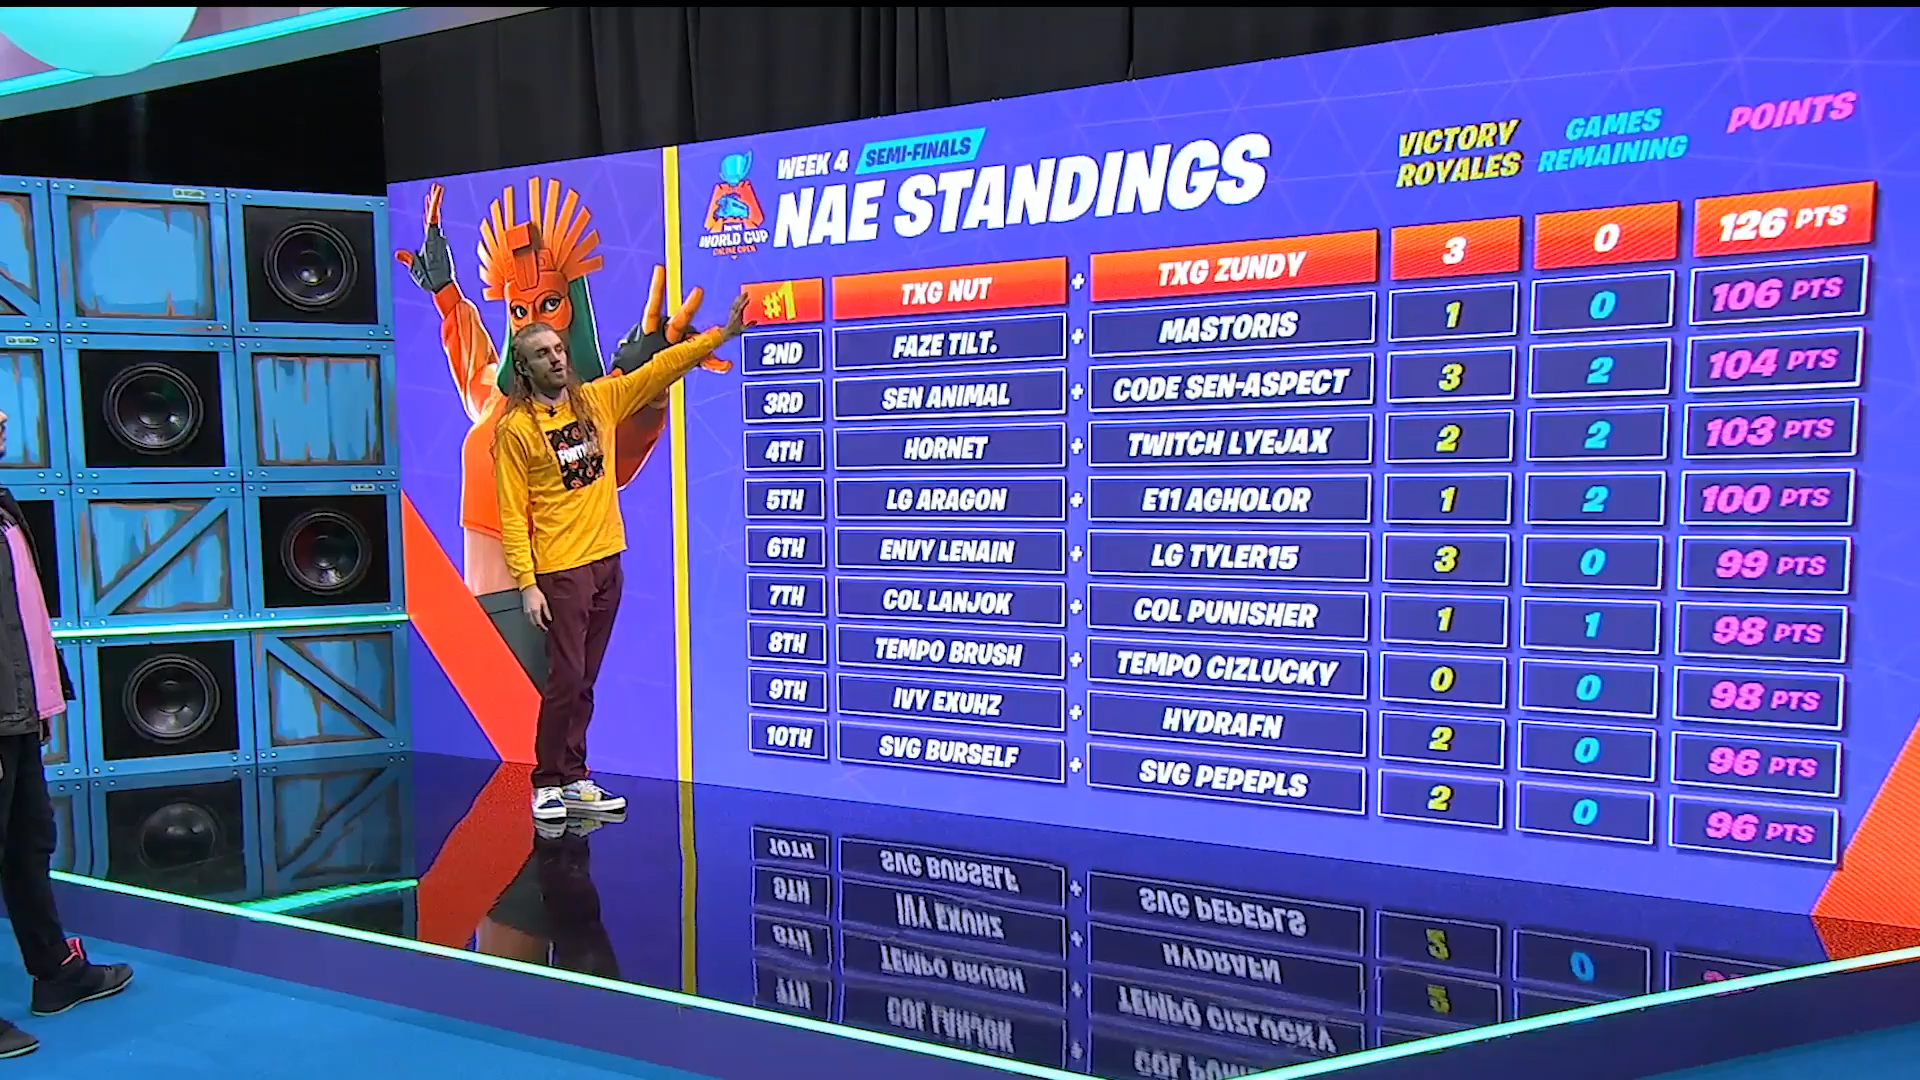 WEEK 4 SEMI-FINALS
NAE STANDINGS
WORLD CUP
ONLINE OPEN
VICTORY ROYALES
GAMES REMAINING
POINTS
#1 TXG NUT + TXG ZUNDY 3 0 126 PTS
2ND FAZE TILT. + MASTORIS 1 0 106 PTS
3RD SEN ANIMAL + CODE SEN-ASPECT 3 2 104 PTS
4TH HORNET + TWITCH LYEJAX 2 2 103 PTS
5TH LG ARAGON + E11 AGHOLOR 1 2 100 PTS
6TH ENVY LENAIN + LG TYLER15 3 0 99 PTS
7TH COL LANJOK + COL PUNISHER 1 1 98 PTS
8TH TEMPO BRUSH + TEMPO CIZLUCKY 0 0 98 PTS
9TH IVY EXUHZ + HYDRAFN 2 0 96 PTS
10TH SVG BURSELF + SVG PEPEPLS 2 0 96 PTS